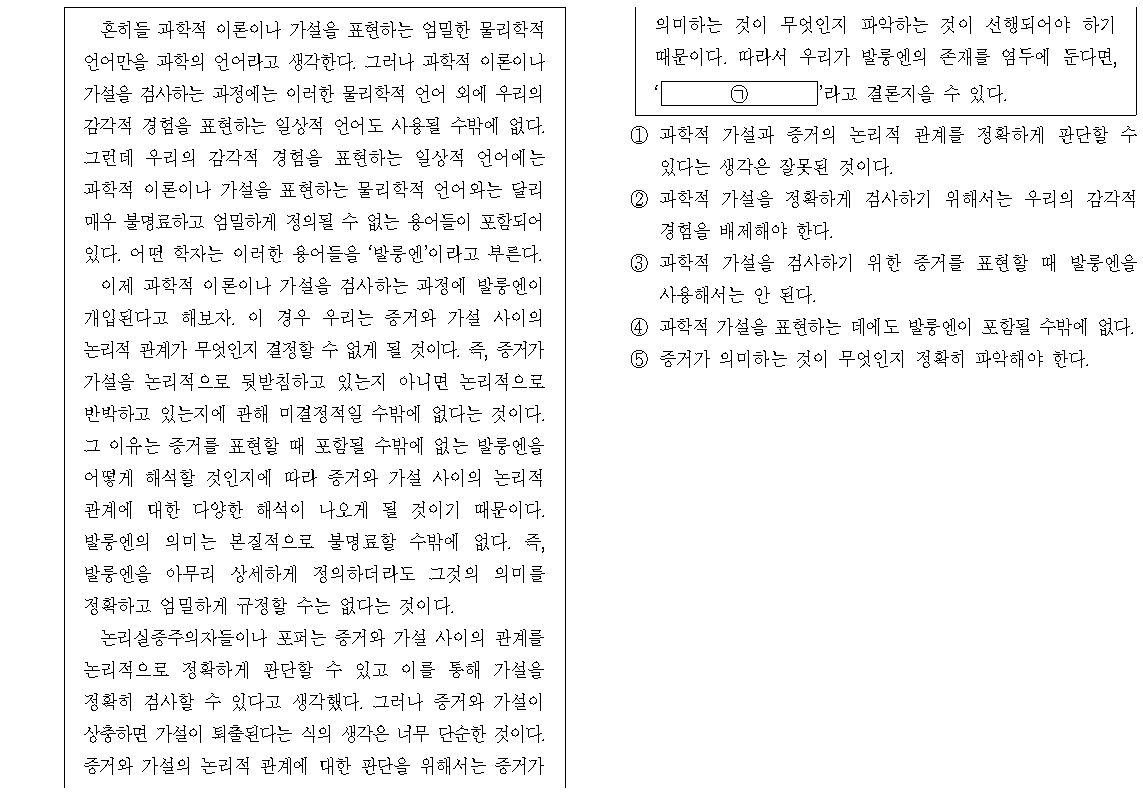 흔히들 과학적 이론이나 가설을 표현하는 엄밀한 물리학적
언어만을 과학의 언어라고 생각한다. 그러나 과학적 이론이나
가설을 검사하는 과정에는 이러한 물리학적 언어 외에 우리의
감각적 경험을 표현하는 일상적 언어도 사용될 수밖에 없다.
그런데 우리의 감각적 경험을 표현하는 일상적 언어에는
과학적 이론이나 가설을 표현하는 물리학적 언어와는 달리
매우 불명료하고 엄밀하게 정의될 수 없는 용어들이 포함되어
있다. 어떤 학자는 이러한 용어들을 ‘발룽엔’이라고 부른다.
이제 과학적 이론이나 가설을 검사하는 과정에 발룽엔이
개입된다고 해보자. 이 경우 우리는 증거와 가설 사이의
논리적 관계가 무엇인지 결정할 수 없게 될 것이다. 즉, 증거가
가설을 논리적으로 뒷받침하고 있는지 아니면 논리적으로
반박하고 있는지에 관해 미결정적일 수밖에 없다는 것이다.
그 이유는 증거를 표현할 때 포함될 수밖에 없는 발룽엔을
어떻게 해석할 것인지에 따라 증거와 가설 사이의 논리적
관계에 대한 다양한 해석이 나오게 될 것이기 때문이다.
발룽엔의 의미는 본질적으로 불명료할 수밖에 없다. 즉,
발룽엔을 아무리 상세하게 정의하더라도 그것의 의미를
정확하고 엄밀하게 규정할 수는 없다는 것이다.
논리실증주의자들이나 포퍼는 증거와 가설 사이의 관계를
논리적으로 정확하게 판단할 수 있고 이를 통해 가설을
정확히 검사할 수 있다고 생각했다. 그러나 증거와 가설이
상충하면 가설이 퇴출된다는 식의 생각은 너무 단순한 것이다.
증거와 가설의 논리적 관계에 대한 판단을 위해서는 증거가
의미하는 것이 무엇인지 파악하는 것이 선행되어야 하기
때문이다. 따라서 우리가 발룽엔의 존재를 염두에 둔다면,
‘㉠’라고 결론지을 수 있다.
① 과학적 가설과 증거의 논리적 관계를 정확하게 판단할 수
있다는 생각은 잘못된 것이다.
② 과학적 가설을 정확하게 검사하기 위해서는 우리의 감각적
경험을 배제해야 한다.
③ 과학적 가설을 검사하기 위한 증거를 표현할 때 발룽엔을
사용해서는 안 된다.
④ 과학적 가설을 표현하는 데에도 발룽엔이 포함될 수밖에 없다.
⑤ 증거가 의미하는 것이 무엇인지 정확히 파악해야 한다.